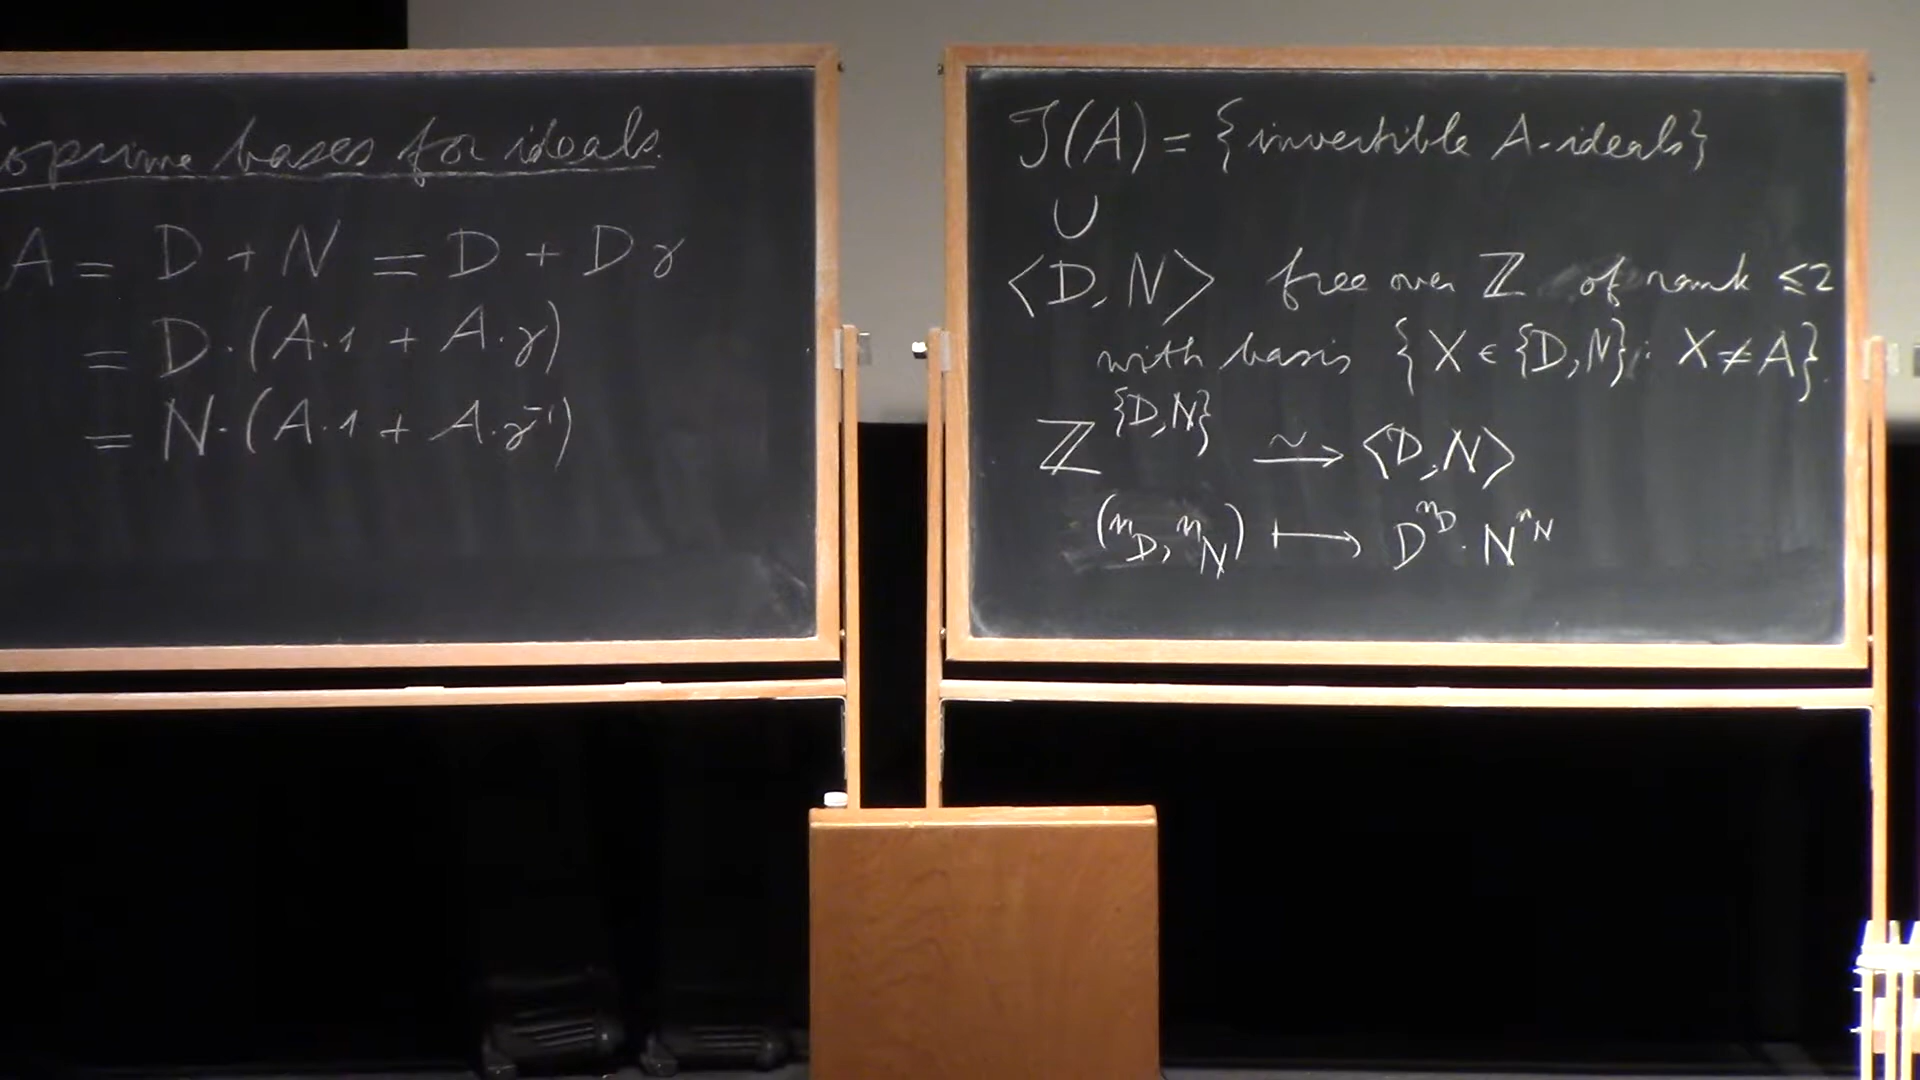 oprime bases for ideals.
A = D + N = D + Dγ
= D·(A·1 + A·γ)
= N·(A·1 + A·γ⁻¹)
I(A) = {invertible A-ideals}
∪
⟨D, N⟩ free over ℤ of rank ≤2
with basis {X ∈ {D,N} : X ≠ A}.
ℤ^{D,N} ⥲ ⟨D, N⟩
(n_D, n_N) ⟼ D^{n_D} · N^{n_N}